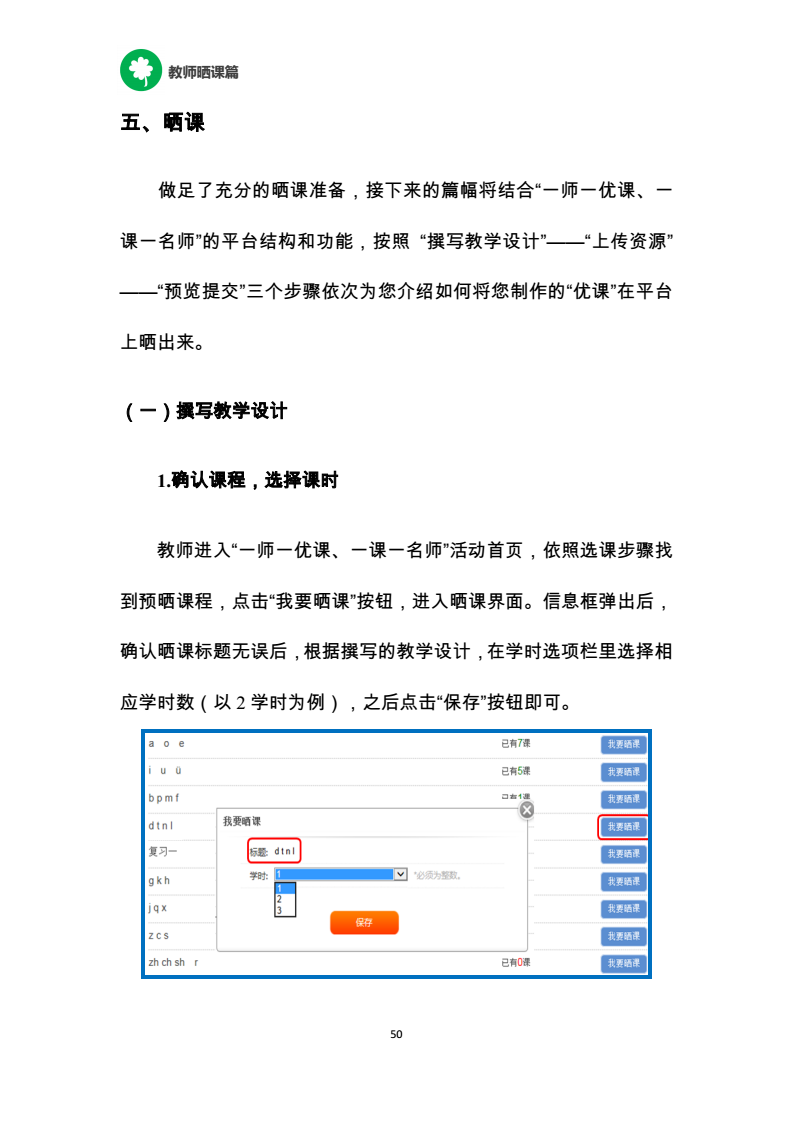 教师晒课篇
五、晒课
做足了充分的晒课准备，接下来的篇幅将结合“一师一优课、一
课一名师”的平台结构和功能，按照 “撰写教学设计”——“上传资源”
——“预览提交”三个步骤依次为您介绍如何将您制作的“优课”在平台
上晒出来。
（一）撰写教学设计
1.确认课程，选择课时
教师进入“一师一优课、一课一名师”活动首页，依照选课步骤找
到预晒课程，点击“我要晒课”按钮，进入晒课界面。信息框弹出后，
确认晒课标题无误后，根据撰写的教学设计，在学时选项栏里选择相
应学时数（以 2 学时为例），之后点击“保存”按钮即可。
a o e 已有7课 我要晒课
i u ü 已有5课 我要晒课
b p m f 已有1课 我要晒课
d t n l 我要晒课
复习一 我要晒课
g k h 我要晒课
j q x 我要晒课
z c s 我要晒课
zh ch sh r 已有0课 我要晒课
我要晒课
标题: d t n l
学时: 1 *必须为整数。
1
2
3
保存
50